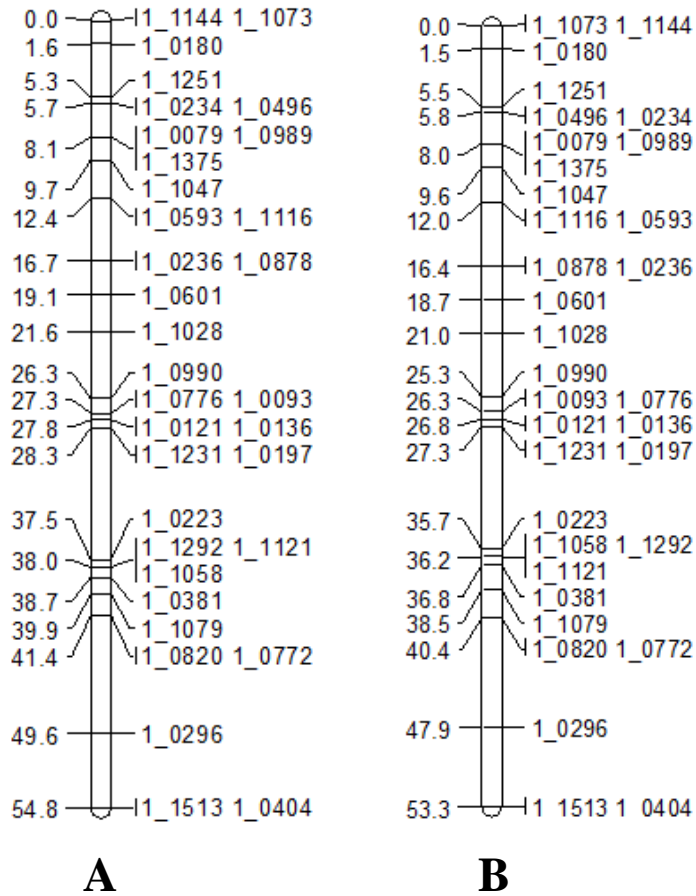 0.0 1_1144 1_1073
1.6 1_0180
5.3 1_1251
5.7 1_0234 1_0496
8.1 1_0079 1_0989
1_1375
9.7 1_1047
12.4 1_0593 1_1116
16.7 1_0236 1_0878
19.1 1_0601
21.6 1_1028
26.3 1_0990
27.3 1_0776 1_0093
27.8 1_0121 1_0136
28.3 1_1231 1_0197
37.5 1_0223
38.0 1_1292 1_1121
1_1058
38.7 1_0381
39.9 1_1079
41.4 1_0820 1_0772
49.6 1_0296
54.8 1_1513 1_0404
A
0.0 1_1073 1_1144
1.5 1_0180
5.5 1_1251
5.8 1_0496 1_0234
8.0 1_0079 1_0989
1_1375
9.6 1_1047
12.0 1_1116 1_0593
16.4 1_0878 1_0236
18.7 1_0601
21.0 1_1028
25.3 1_0990
26.3 1_0093 1_0776
26.8 1_0121 1_0136
27.3 1_1231 1_0197
35.7 1_0223
36.2 1_1058 1_1292
1_1121
36.8 1_0381
38.5 1_1079
40.4 1_0820 1_0772
47.9 1_0296
53.3 1 1513 1 0404
B